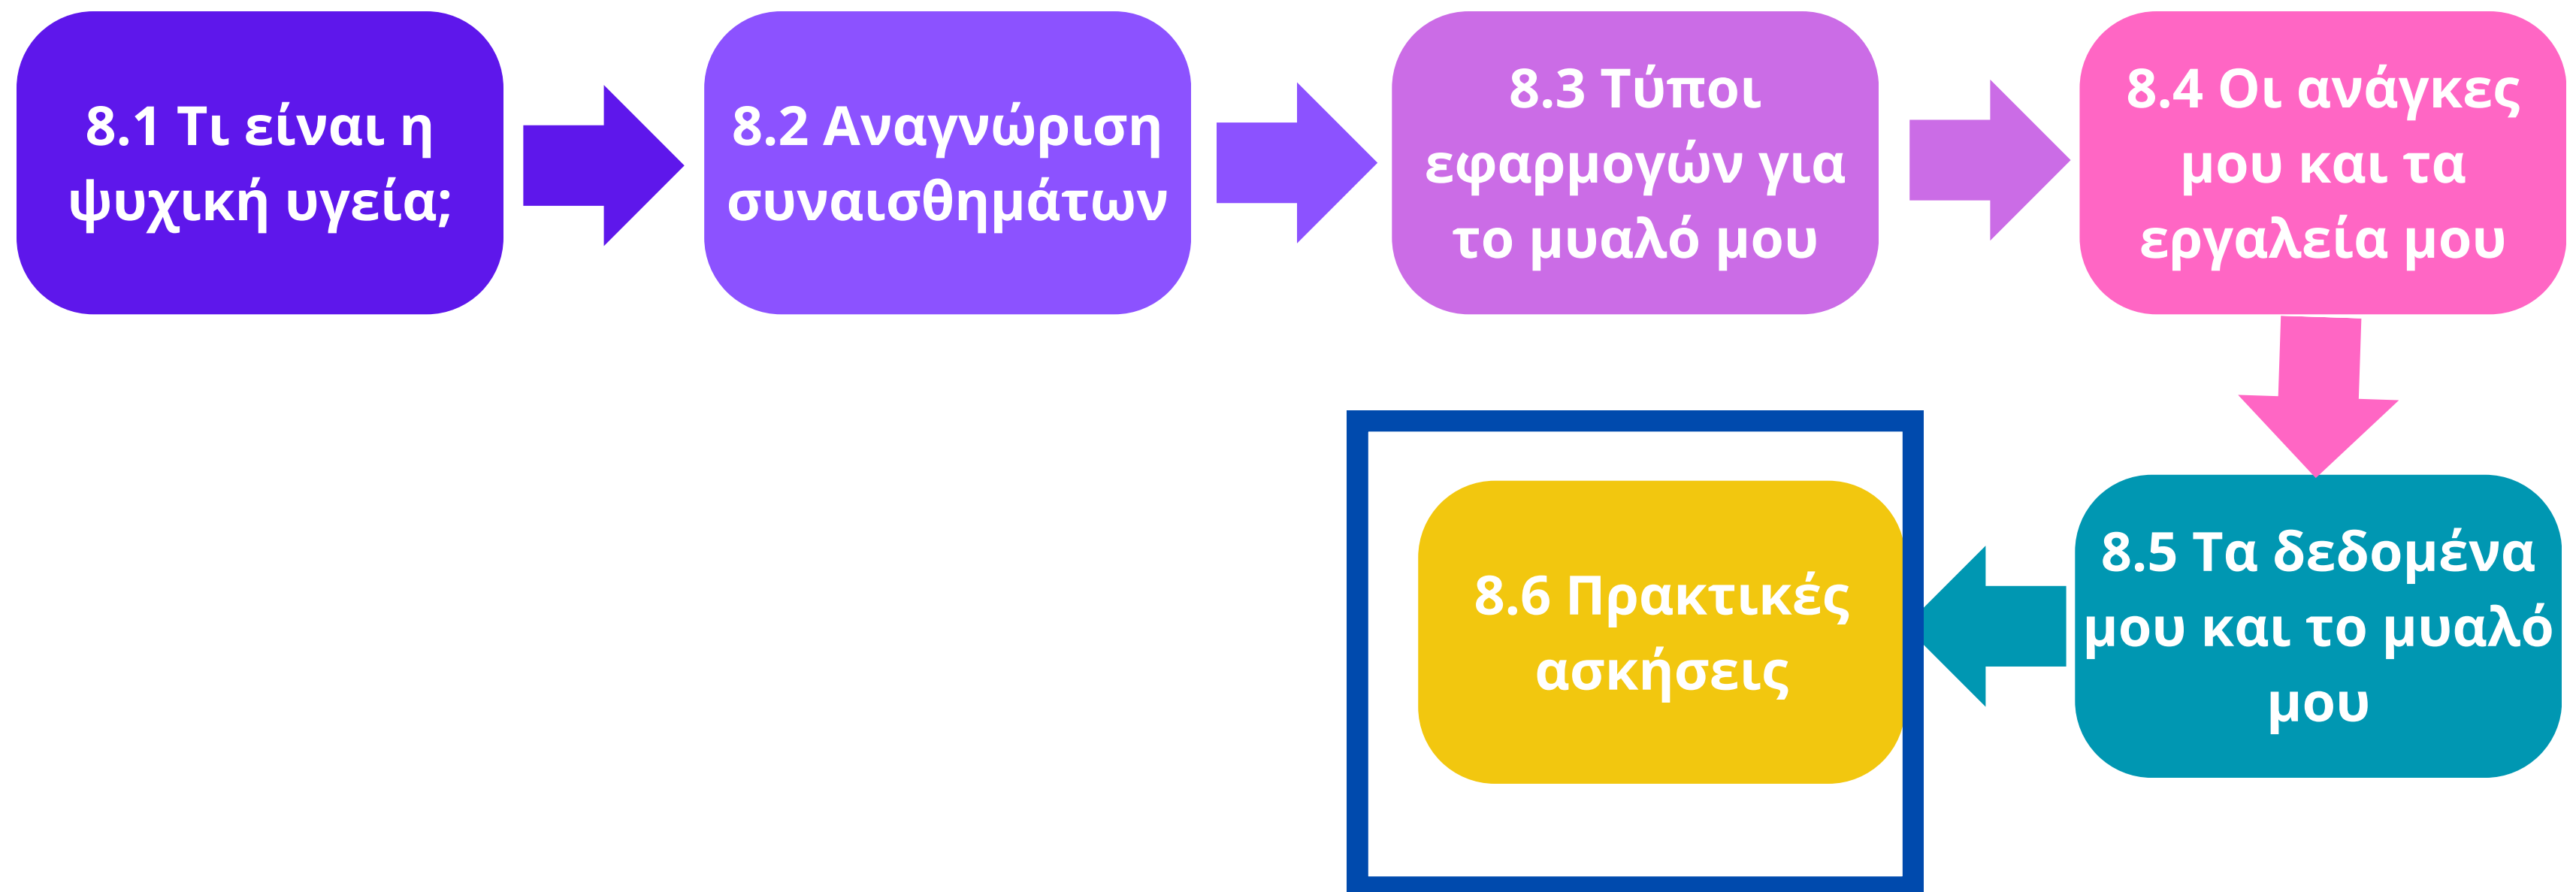 8.1 Τι είναι η
ψυχική υγεία;
8.2 Αναγνώριση
συναισθημάτων
8.3 Τύποι
εφαρμογών για
το μυαλό μου
8.4 Οι ανάγκες
μου και τα
εργαλεία μου
8.5 Τα δεδομένα
μου και το μυαλό
μου
8.6 Πρακτικές
ασκήσεις